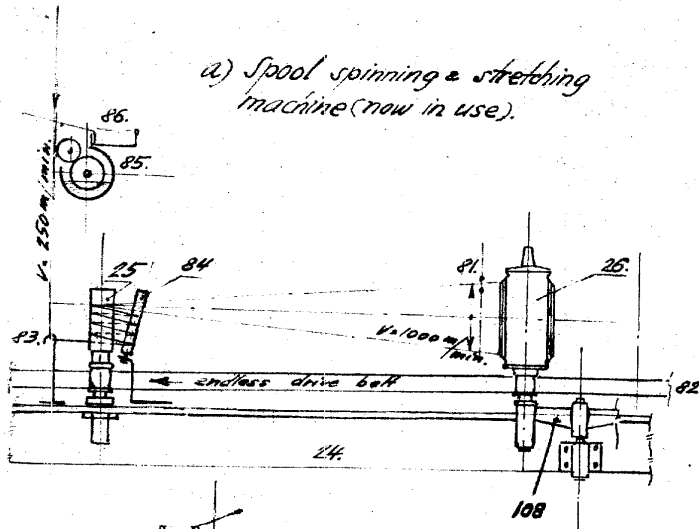 a) Spool spinning & stretching
machine (now in use).
86.
85.
V = 250 m/min.
25
84
81.
26.
83.
V=1000 m/
min.
endless drive belt
82
24.
108